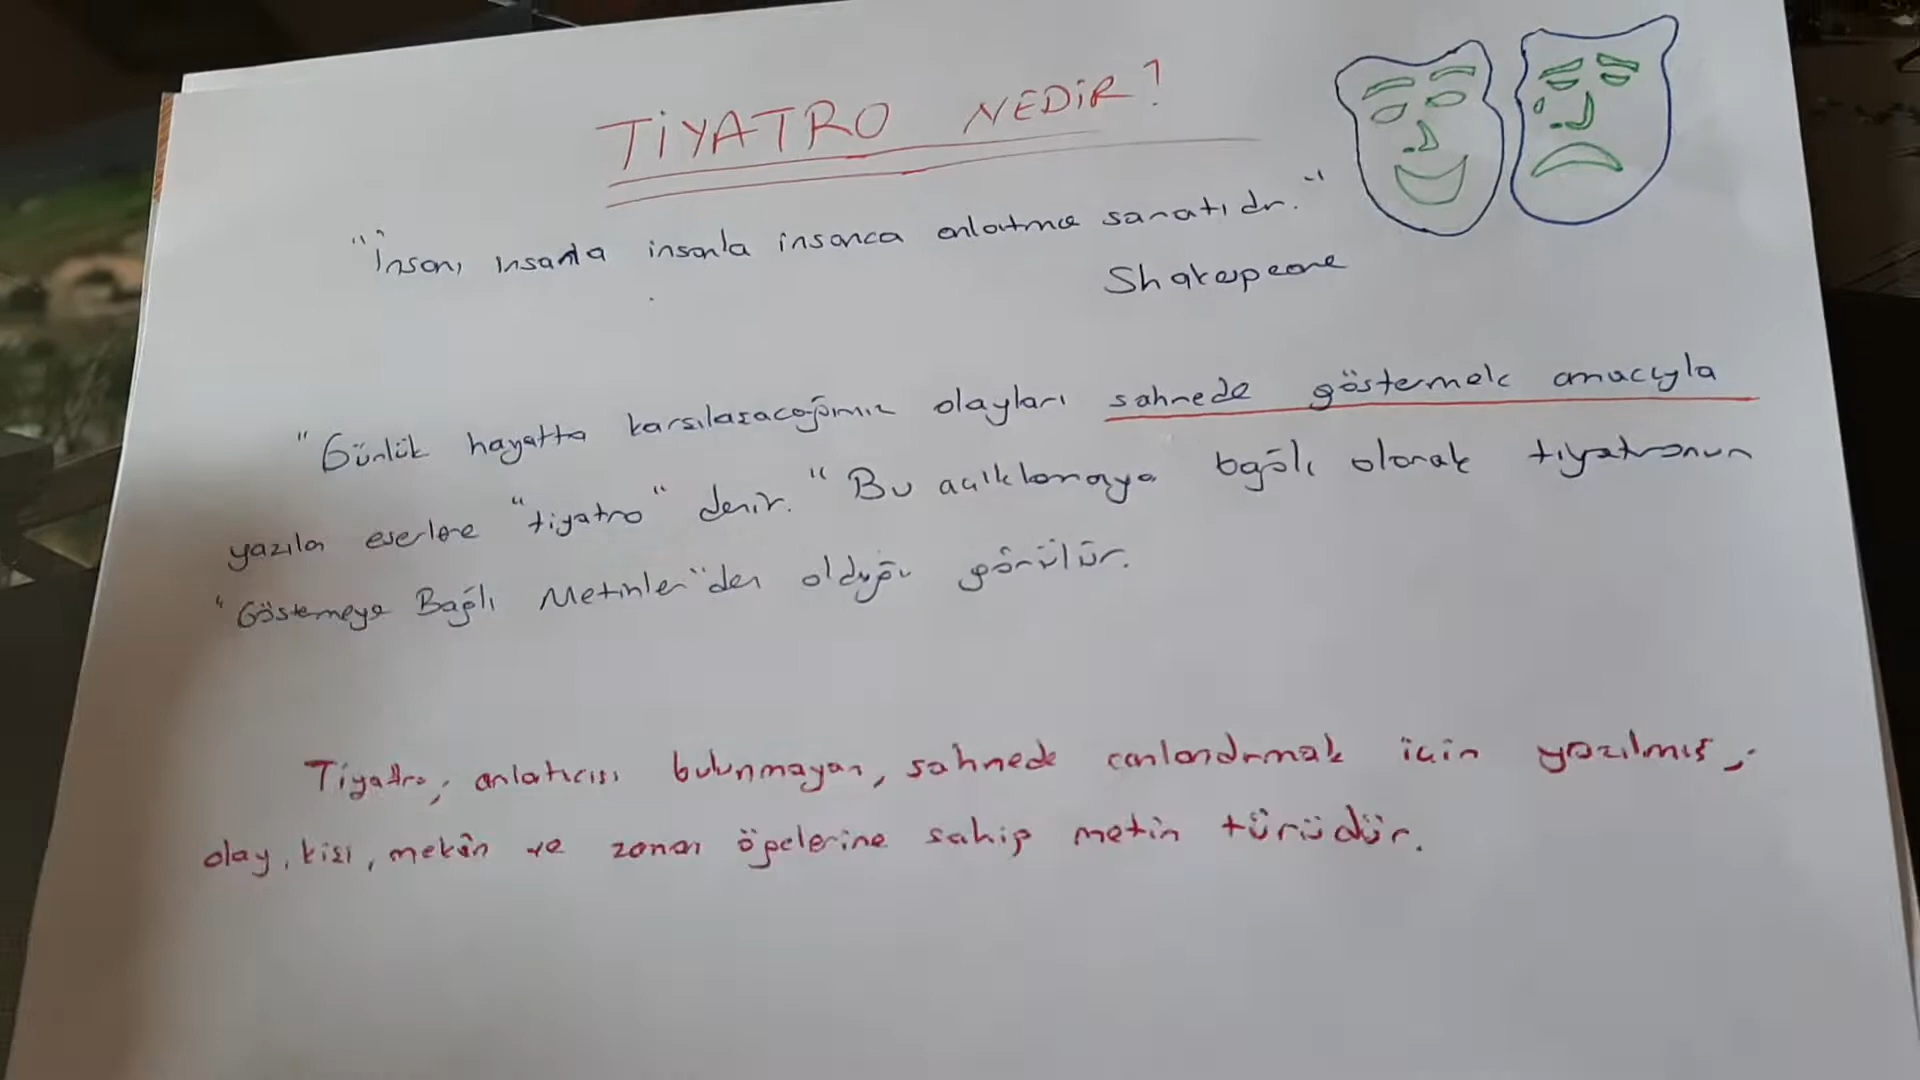 TİYATRO NEDİR?
"İnsanı insanla insanla insanca anlatma sanatıdır."
Shakespeare
"Günlük hayatta karşılaşacağımız olayları sahnede göstermek amacıyla
yazılan eserlere "tiyatro" denir." Bu açıklamaya bağlı olarak tiyatronun
"Göstermeye Bağlı Metinler"den olduğu görülür.
Tiyatro; anlatıcısı bulunmayan, sahnede canlandırmak için yazılmış;
olay, kişi, mekân ve zaman ögelerine sahip metin türüdür.